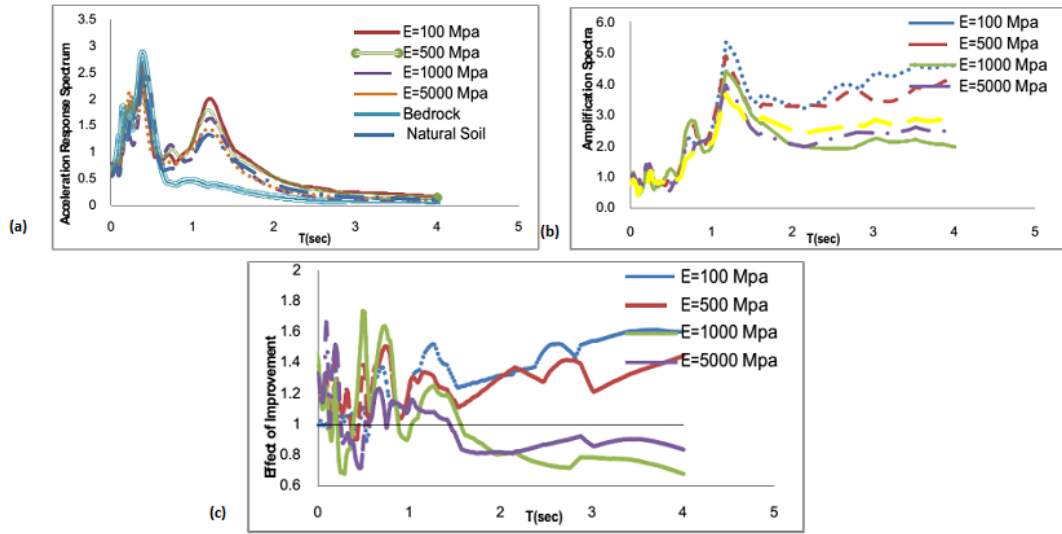 3.5
3
2.5
2
1.5
1
0.5
0
0 1 2 3 4 5
Acceleration Response Spectrum
T(sec)
E=100 Mpa
E=500 Mpa
E=1000 Mpa
E=5000 Mpa
Bedrock
Natural Soil
(a)
6.0
5.0
4.0
3.0
2.0
1.0
0.0
0 1 2 3 4 5
Amplification Spectra
T(sec)
E=100 Mpa
E=500 Mpa
E=1000 Mpa
E=5000 Mpa
(b)
2
1.8
1.6
1.4
1.2
1
0.8
0.6
0 1 2 3 4 5
Effect of Improvement
T(sec)
E=100 Mpa
E=500 Mpa
E=1000 Mpa
E=5000 Mpa
(c)